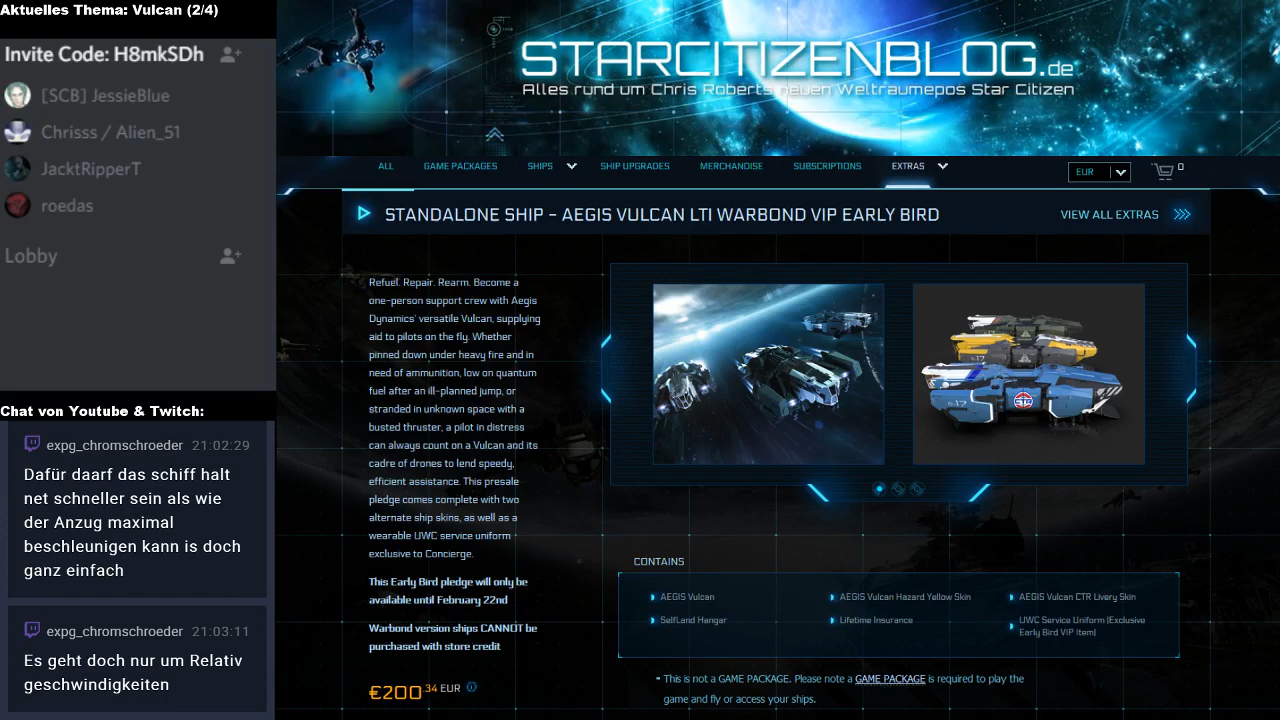 Aktuelles Thema: Vulcan (2/4)
Invite Code: H8mkSDh
[SCB] JessieBlue
Chrisss / Alien_51
JacktRipperT
roedas
Lobby
Chat von Youtube & Twitch:
expg_chromschroeder 21:02:29
Dafür daarf das schiff halt
net schneller sein als wie
der Anzug maximal
beschleunigen kann is doch
ganz einfach
expg_chromschroeder 21:03:11
Es geht doch nur um Relativ
geschwindigkeiten
STARCITIZENBLOG.de
Alles rund um Chris Roberts neuen Weltraumepos Star Citizen
ALL GAME PACKAGES SHIPS SHIP UPGRADES MERCHANDISE SUBSCRIPTIONS EXTRAS EUR 0
STANDALONE SHIP - AEGIS VULCAN LTI WARBOND VIP EARLY BIRD VIEW ALL EXTRAS
Refuel. Repair. Rearm. Become a
one-person support crew with Aegis
Dynamics' versatile Vulcan, supplying
aid to pilots on the fly. Whether
pinned down under heavy fire and in
need of ammunition, low on quantum
fuel after an ill-planned jump, or
stranded in unknown space with a
busted thruster, a pilot in distress
can always count on a Vulcan and its
cadre of drones to lend speedy,
efficient assistance. This presale
pledge comes complete with two
alternate ship skins, as well as a
wearable UWC service uniform
exclusive to Concierge.
This Early Bird pledge will only be
available until February 22nd
Warbond version ships CANNOT be
purchased with store credit
€200.34 EUR
CONTAINS
AEGIS Vulcan AEGIS Vulcan Hazard Yellow Skin AEGIS Vulcan CTR Livery Skin
SelfLand Hangar Lifetime Insurance UWC Service Uniform [Exclusive
Early Bird VIP Item]
This is not a GAME PACKAGE. Please note a GAME PACKAGE is required to play the
game and fly or access your ships.